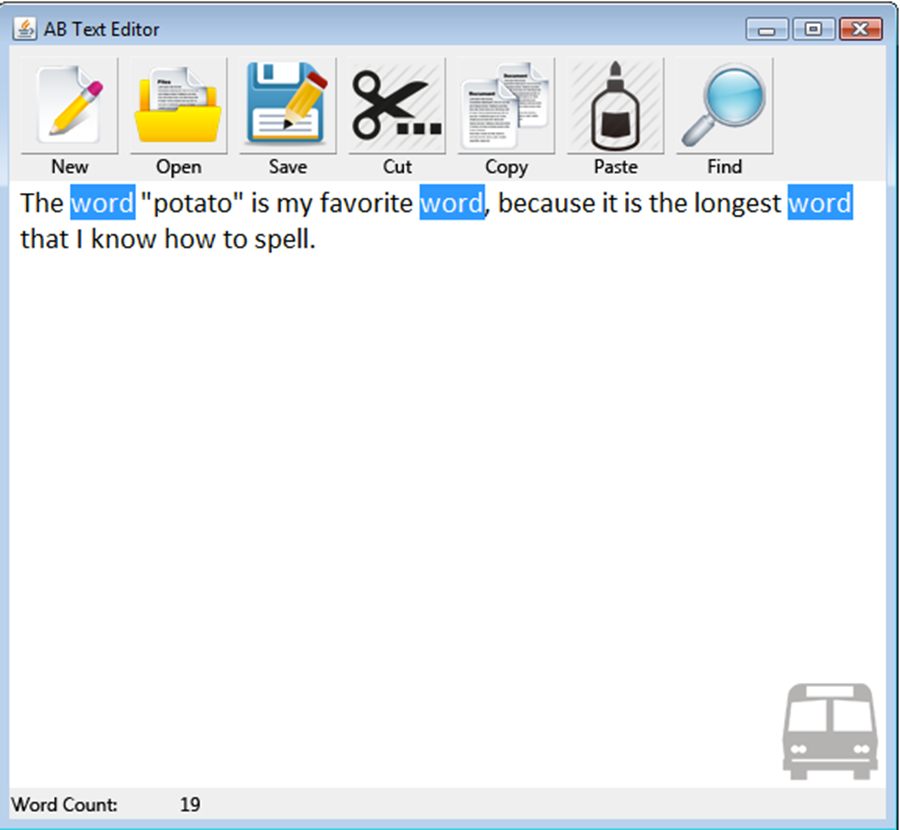 AB Text Editor
New Open Save Cut Copy Paste Find
The word "potato" is my favorite word, because it is the longest word
that I know how to spell.
Word Count: 19